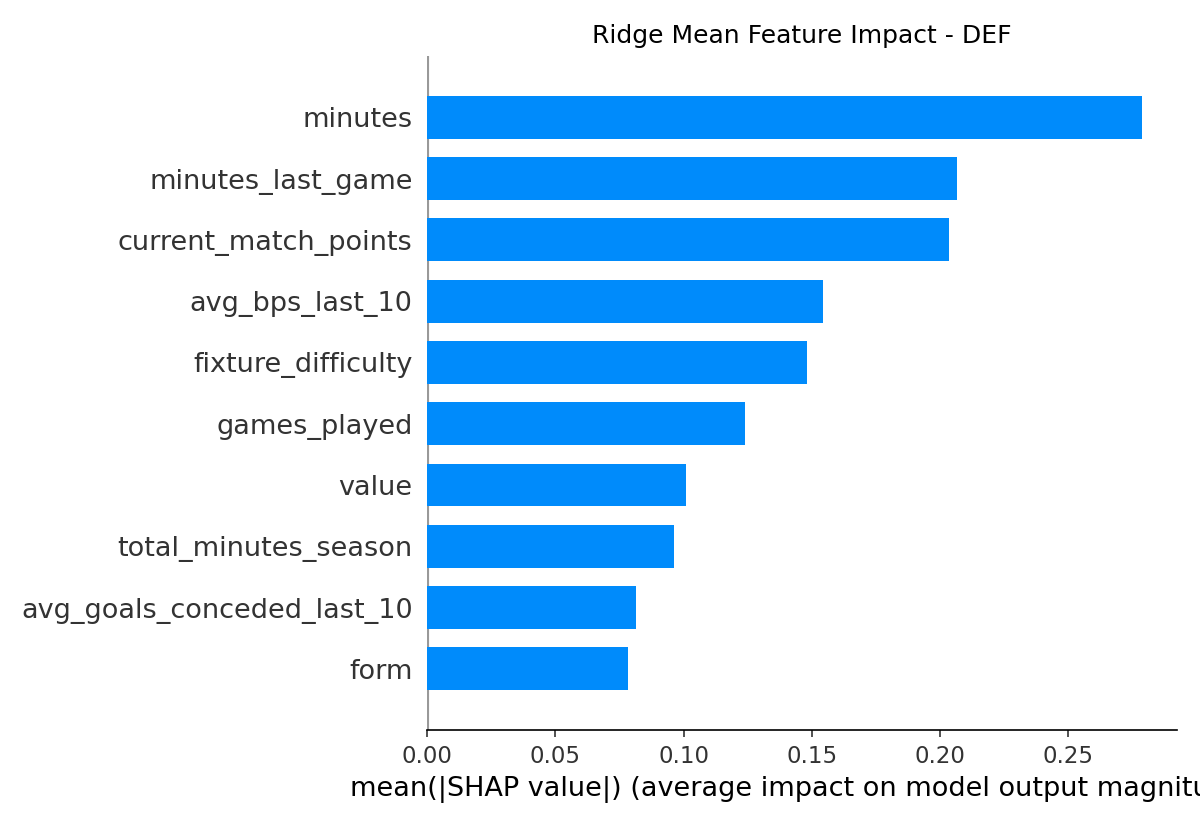 Ridge Mean Feature Impact - DEF
minutes
minutes_last_game
current_match_points
avg_bps_last_10
fixture_difficulty
games_played
value
total_minutes_season
avg_goals_conceded_last_10
form
0.00 0.05 0.10 0.15 0.20 0.25
mean(|SHAP value|) (average impact on model output